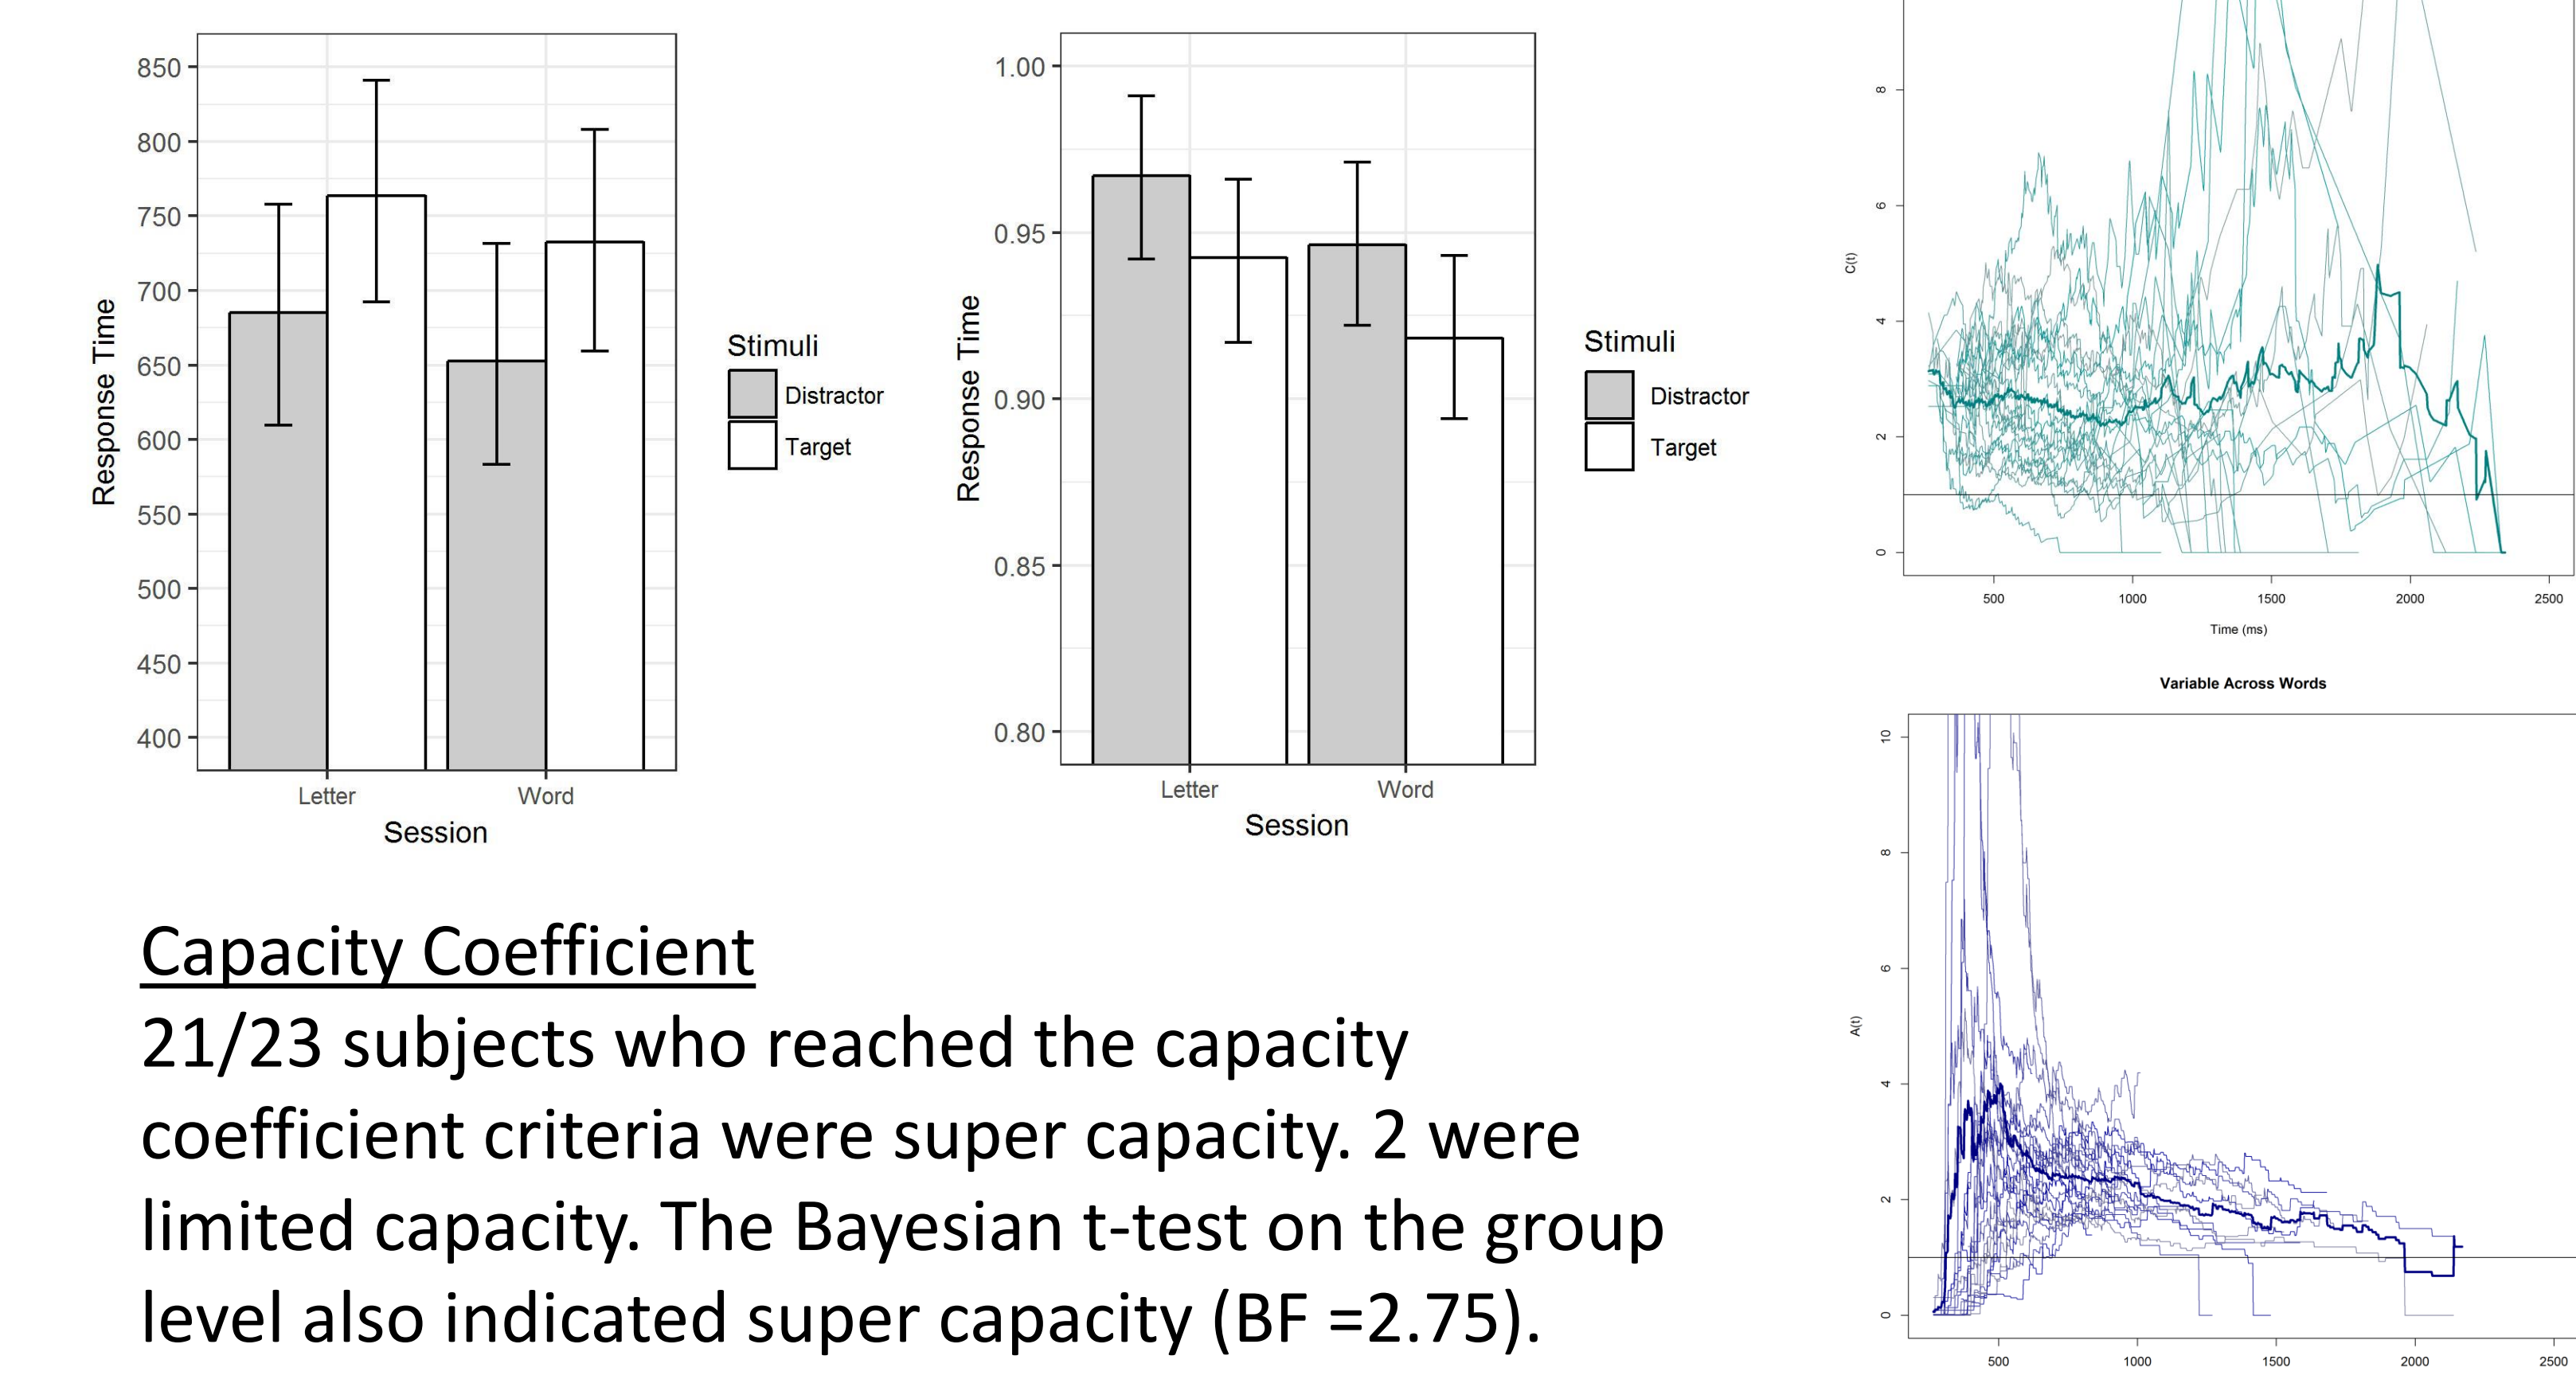 850
800
750
700
650
600
550
500
450
400
Response Time
Letter
Word
Session
Stimuli
Distractor
Target
1.00
0.95
0.90
0.85
0.80
Response Time
Letter
Word
Session
Stimuli
Distractor
Target
8
6
4
2
0
C(t)
500 1000 1500 2000 2500
Time (ms)
Variable Across Words
10
8
6
4
2
0
A(t)
500 1000 1500 2000 2500
Capacity Coefficient
21/23 subjects who reached the capacity
coefficient criteria were super capacity. 2 were
limited capacity. The Bayesian t-test on the group
level also indicated super capacity (BF =2.75).